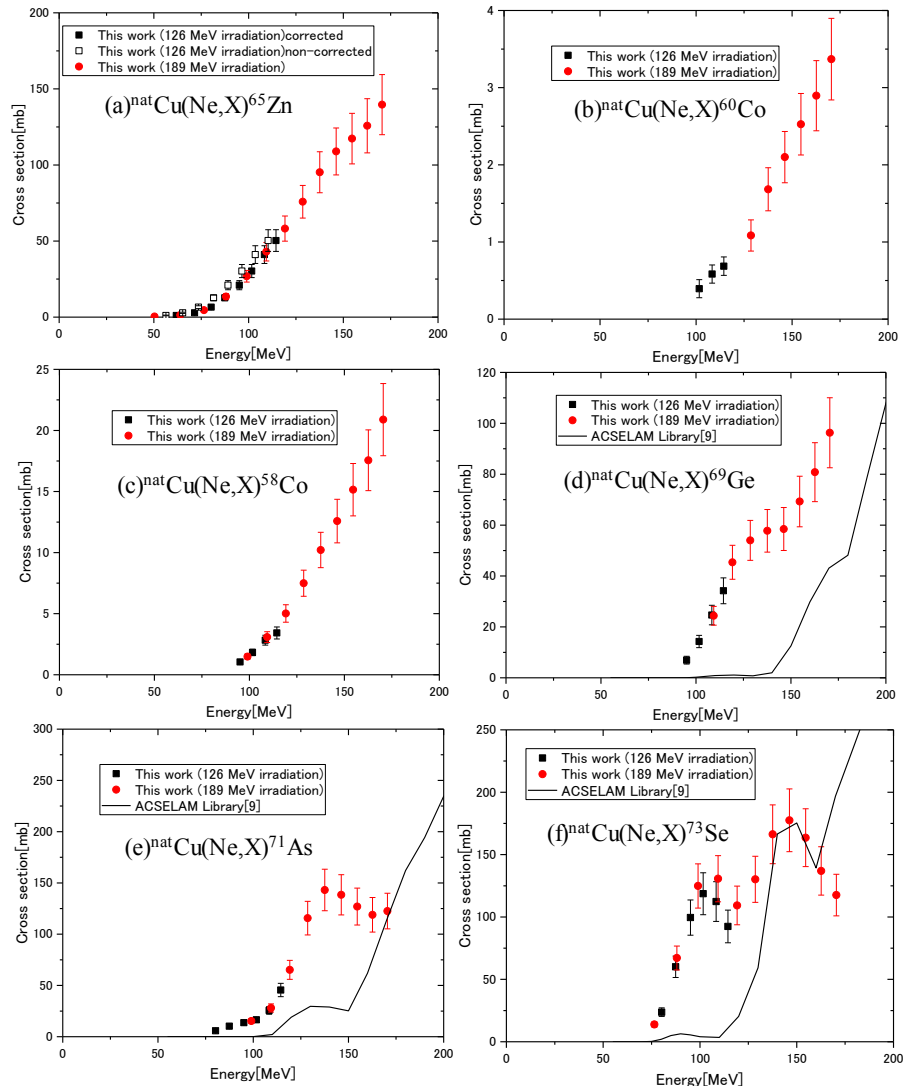 200
150
100
50
0
Cross section[mb]
This work (126 MeV irradiation)corrected
This work (126 MeV irradiation)non-corrected
This work (189 MeV irradiation)
(a)natCu(Ne,X)65Zn
0 50 100 150 200
Energy[MeV]
4
3
2
1
0
Cross section[mb]
This work (126 MeV irradiation)
This work (189 MeV irradiation)
(b)natCu(Ne,X)60Co
0 50 100 150 200
Energy[MeV]
25
20
15
10
5
0
Cross section[mb]
This work (126 MeV irradiation)
This work (189 MeV irradiation)
(c)natCu(Ne,X)58Co
0 50 100 150 200
Energy[MeV]
120
100
80
60
40
20
0
Cross section[mb]
This work (126 MeV irradiation)
This work (189 MeV irradiation)
ACSELAM Library[9]
(d)natCu(Ne,X)69Ge
0 50 100 150 200
Energy[MeV]
300
250
200
150
100
50
0
Cross section[mb]
This work (126 MeV irradiation)
This work (189 MeV irradiation)
ACSELAM Library[9]
(e)natCu(Ne,X)71As
0 50 100 150 200
Energy[MeV]
250
200
150
100
50
0
Cross section[mb]
This work (126 MeV irradiation)
This work (189 MeV irradiation)
ACSELAM Library[9]
(f)natCu(Ne,X)73Se
0 50 100 150 200
Energy[MeV]